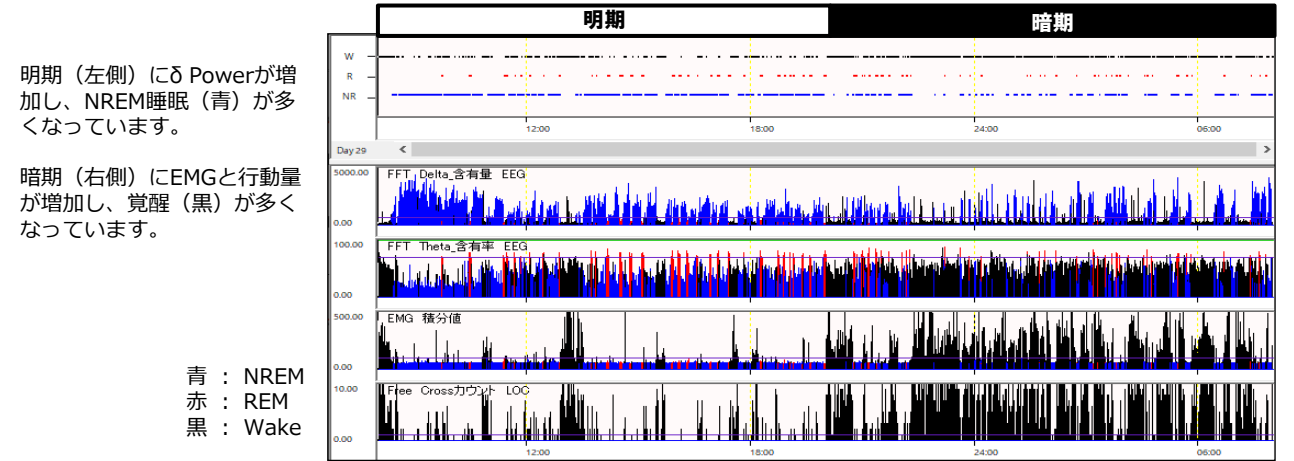 明期
暗期
明期（左側）にδ Powerが増
加し、NREM睡眠（青）が多
くなっています。
暗期（右側）にEMGと行動量
が増加し、覚醒（黒）が多く
なっています。
青 : NREM
赤 : REM
黒 : Wake
W
R
NR
12:00
18:00
24:00
06:00
Day 29
5000.00
FFT Delta_含有量 EEG
0.00
100.00
FFT Theta_含有率 EEG
0.00
500.00
EMG 積分値
0.00
10.00
Free Crossカウント LOC
0.00
12:00
18:00
24:00
06:00